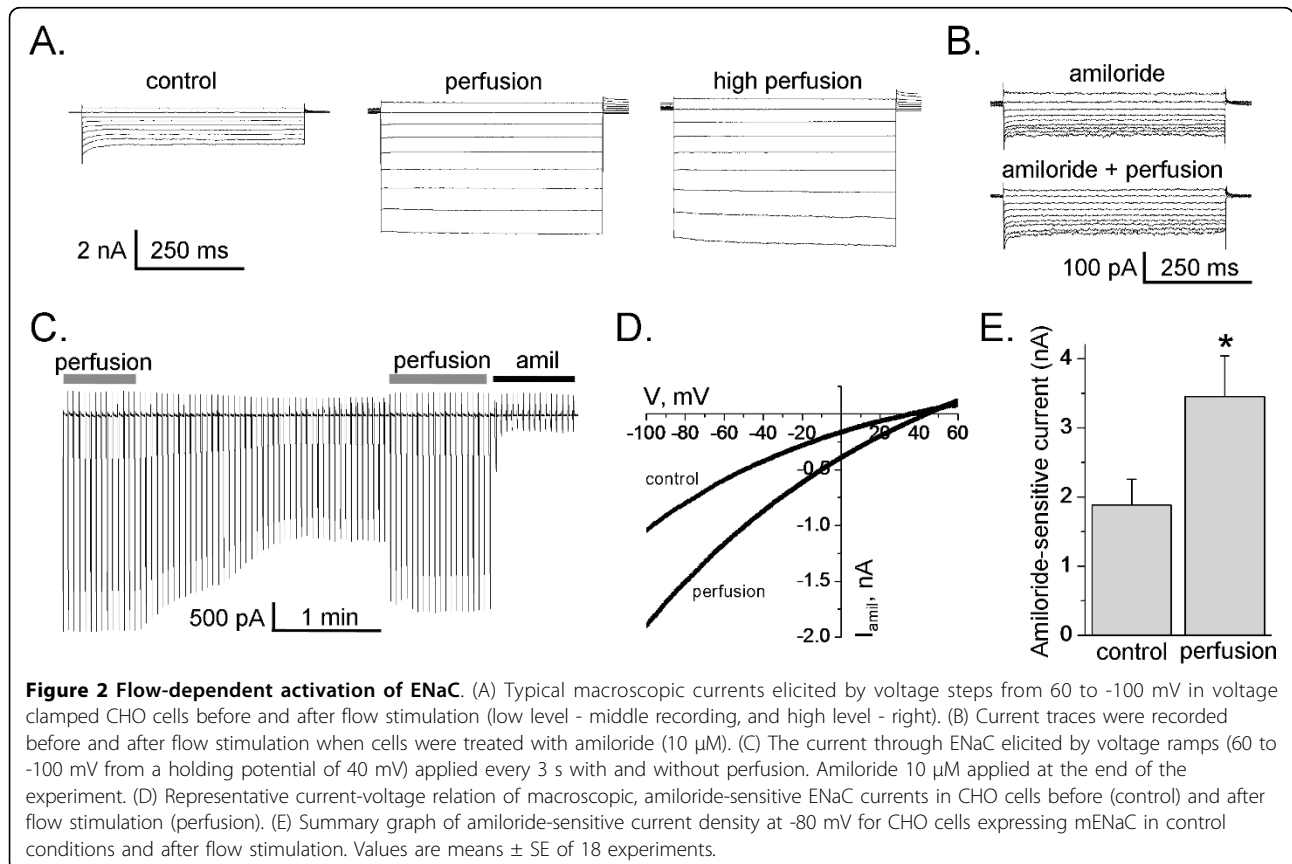 A.
control
perfusion
high perfusion
2 nA
250 ms
B.
amiloride
amiloride + perfusion
100 pA
250 ms
C.
perfusion
perfusion
amil
500 pA
1 min
D.
V, mV
-100 -80 -60 -40 -20 20 40 60
control
-0.5
-1.0
perfusion
-1.5
-2.0
I_amil, nA
E.
Amiloride-sensitive current (nA)
4
3
2
1
0
*
control perfusion
Figure 2 Flow-dependent activation of ENaC. (A) Typical macroscopic currents elicited by voltage steps from 60 to -100 mV in voltage
clamped CHO cells before and after flow stimulation (low level - middle recording, and high level - right). (B) Current traces were recorded
before and after flow stimulation when cells were treated with amiloride (10 μM). (C) The current through ENaC elicited by voltage ramps (60 to
-100 mV from a holding potential of 40 mV) applied every 3 s with and without perfusion. Amiloride 10 μM applied at the end of the
experiment. (D) Representative current-voltage relation of macroscopic, amiloride-sensitive ENaC currents in CHO cells before (control) and after
flow stimulation (perfusion). (E) Summary graph of amiloride-sensitive current density at -80 mV for CHO cells expressing mENaC in control
conditions and after flow stimulation. Values are means ± SE of 18 experiments.